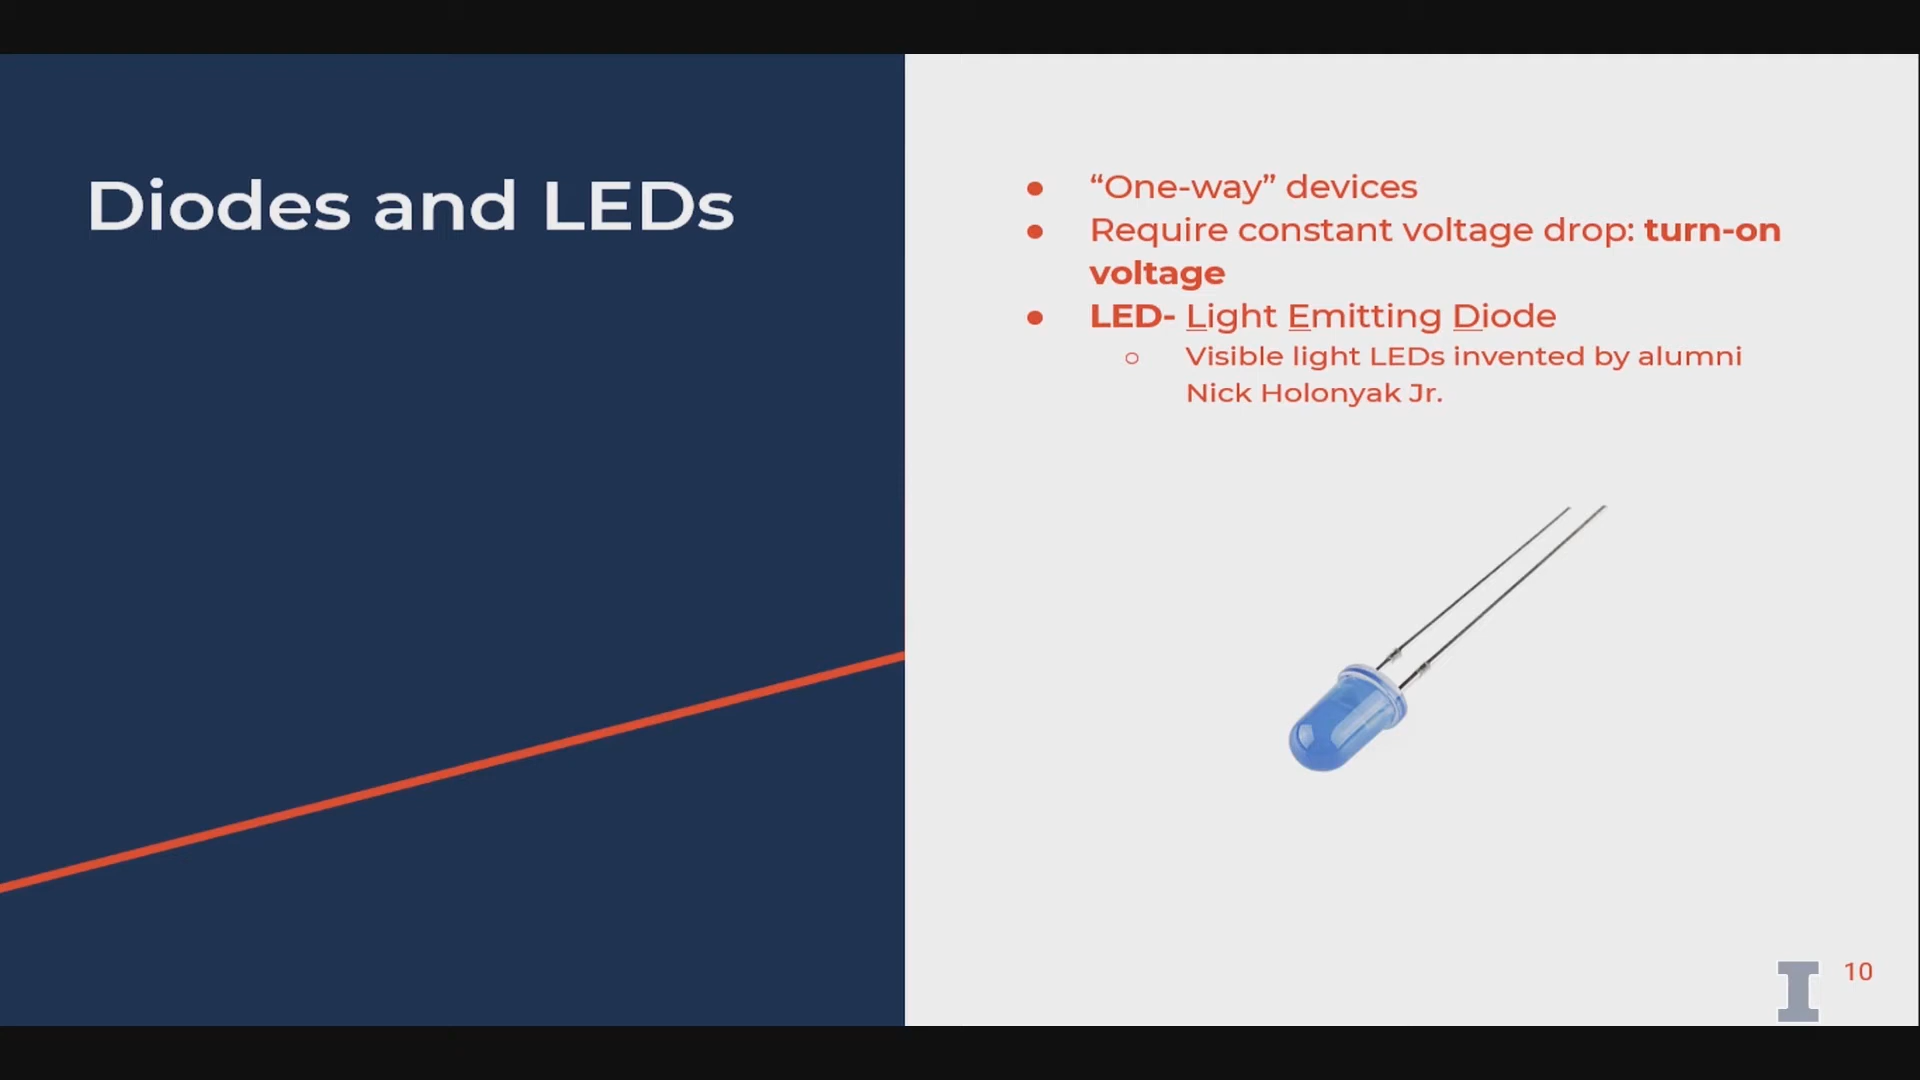 Diodes and LEDs
● “One-way” devices
● Require constant voltage drop: turn-on
voltage
● LED- Light Emitting Diode
○ Visible light LEDs invented by alumni
Nick Holonyak Jr.
I
10